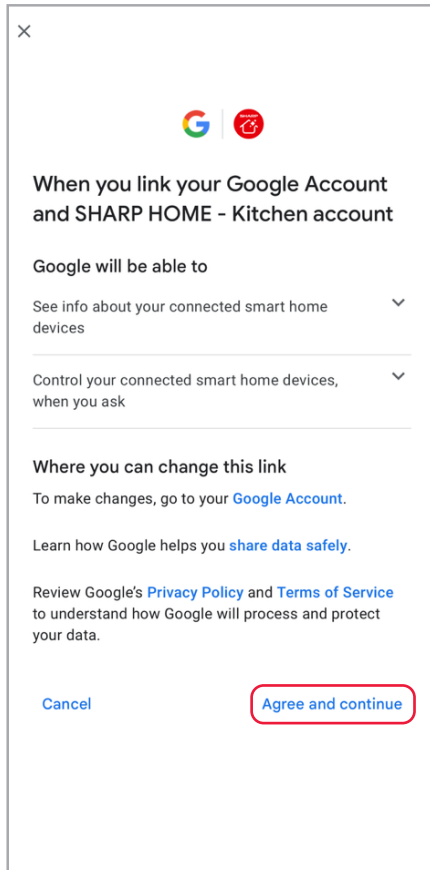 SHARP
When you link your Google Account
and SHARP HOME - Kitchen account
Google will be able to
See info about your connected smart home
devices
Control your connected smart home devices,
when you ask
Where you can change this link
To make changes, go to your Google Account.
Learn how Google helps you share data safely.
Review Google's Privacy Policy and Terms of Service
to understand how Google will process and protect
your data.
Cancel
Agree and continue